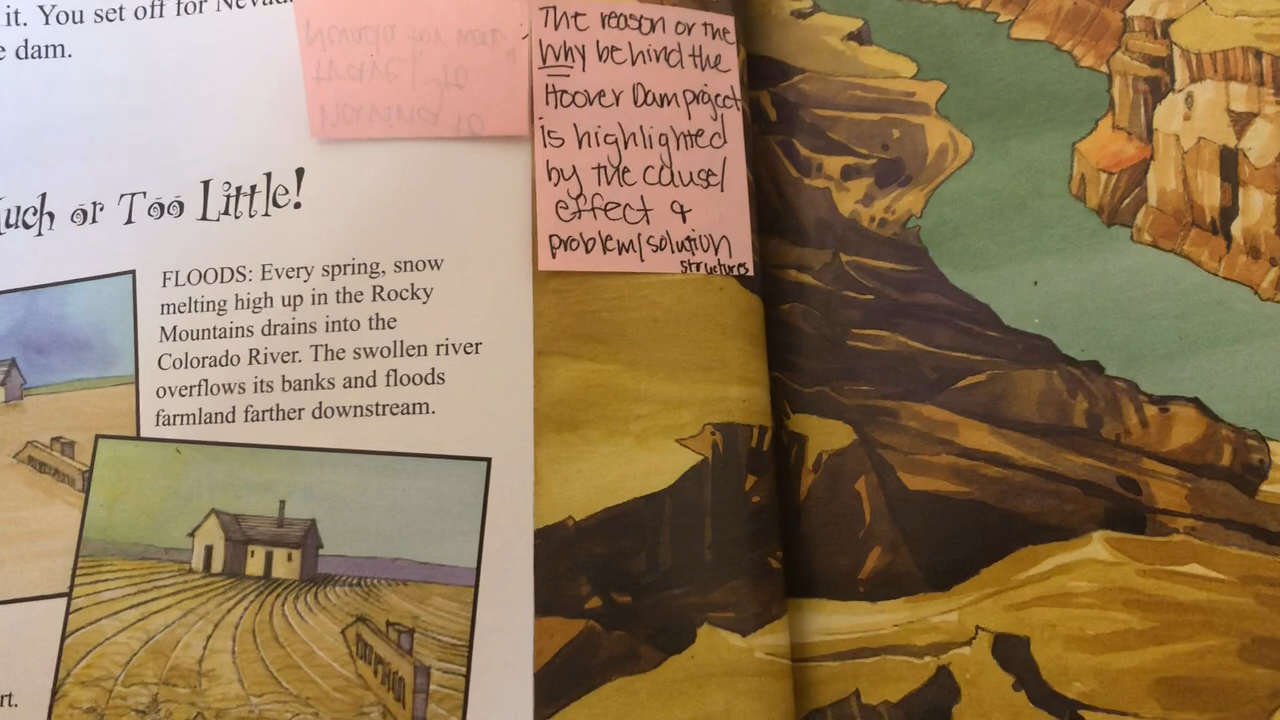 it. You set off for
e dam.
The reason or the
Why behind the
Hoover Dam project
is highlighted
by the cause/
effect &
problem/solution
structures
uch or Too Little!
FLOODS: Every spring, snow
melting high up in the Rocky
Mountains drains into the
Colorado River. The swollen river
overflows its banks and floods
farmland farther downstream.
rt.